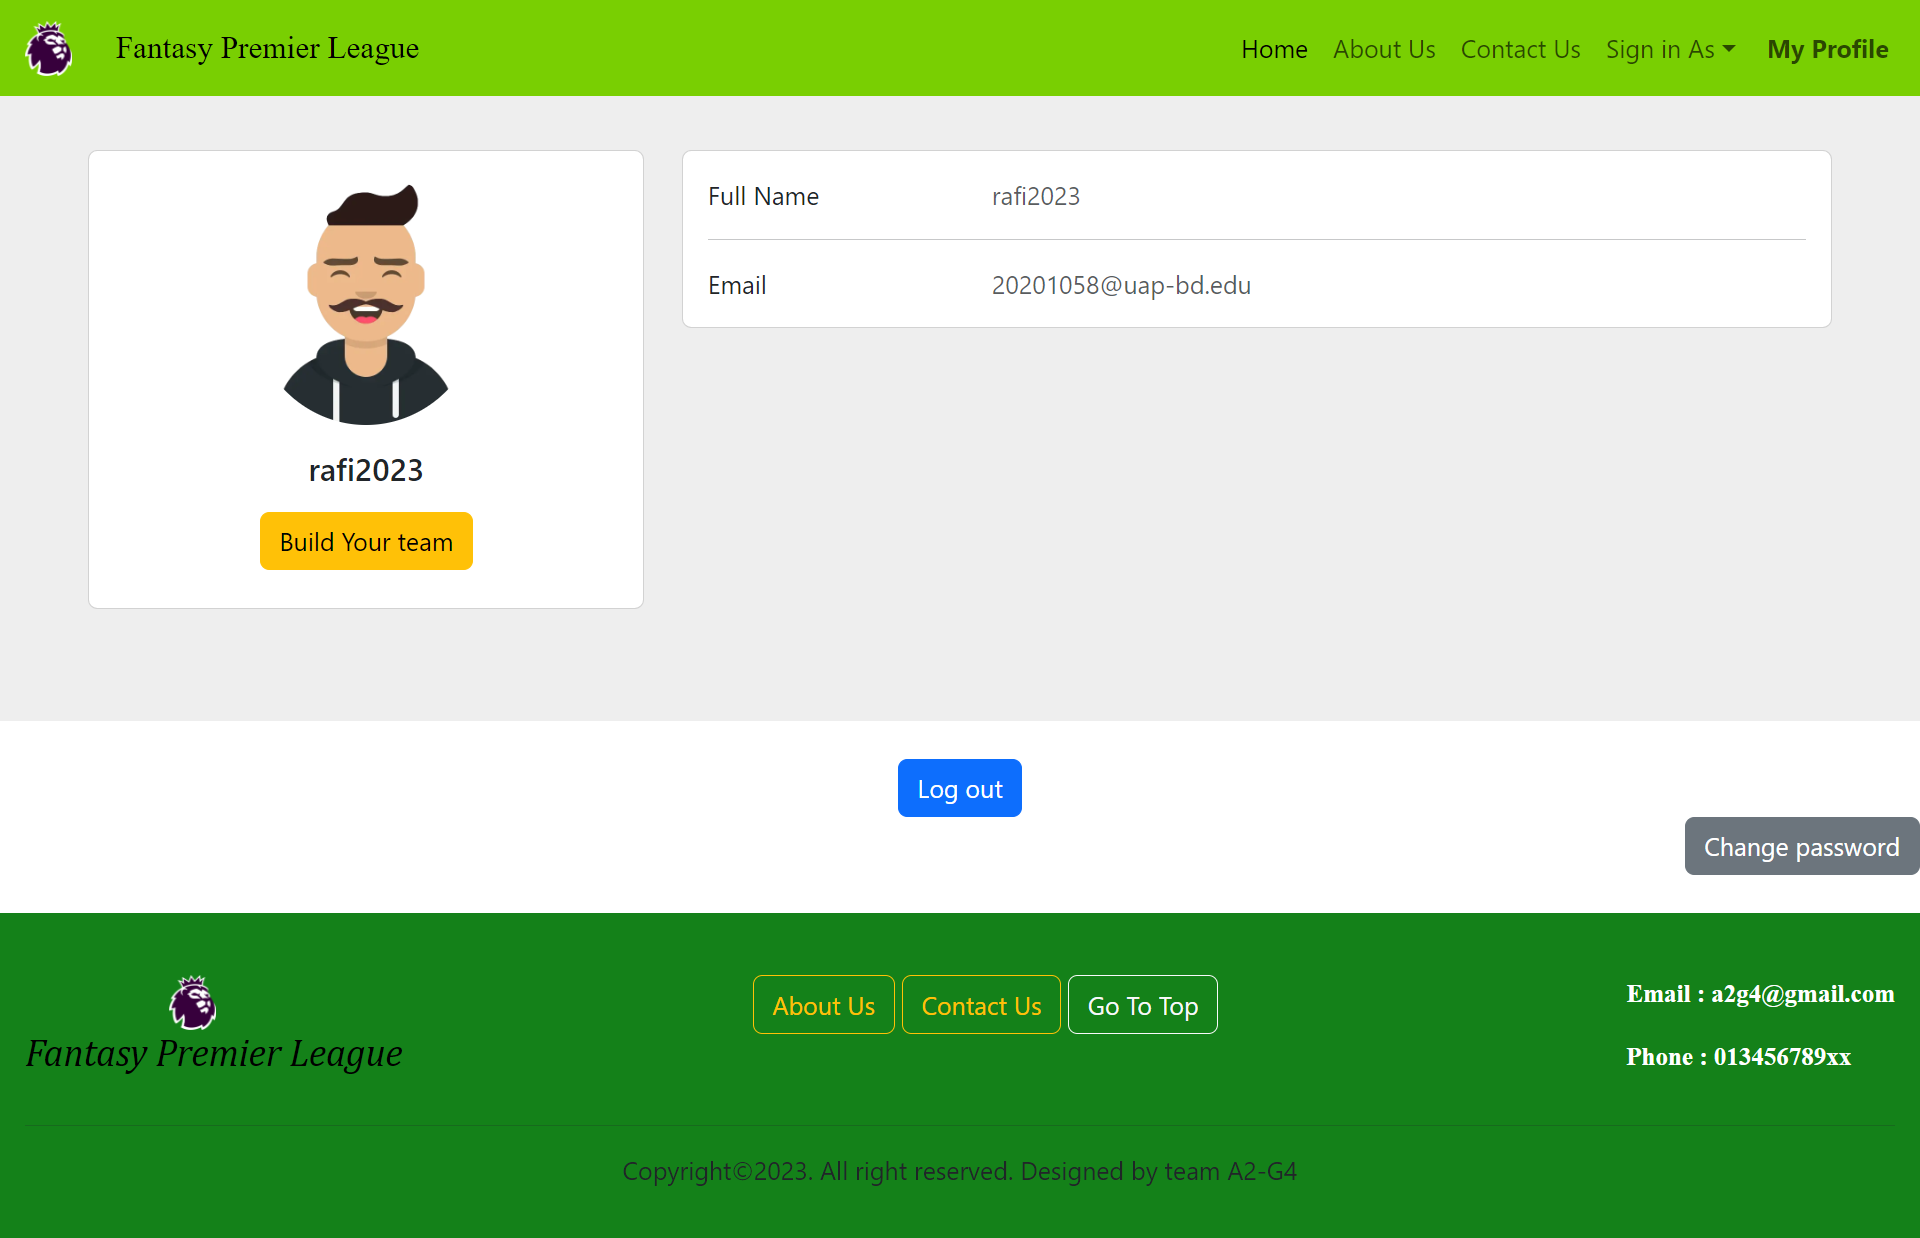 Fantasy Premier League
Home About Us Contact Us Sign in As My Profile
rafi2023
Build Your team
Full Name rafi2023
Email 20201058@uap-bd.edu
Log out
Change password
Fantasy Premier League
About Us Contact Us Go To Top
Email : a2g4@gmail.com
Phone : 013456789xx
Copyright©2023. All right reserved. Designed by team A2-G4